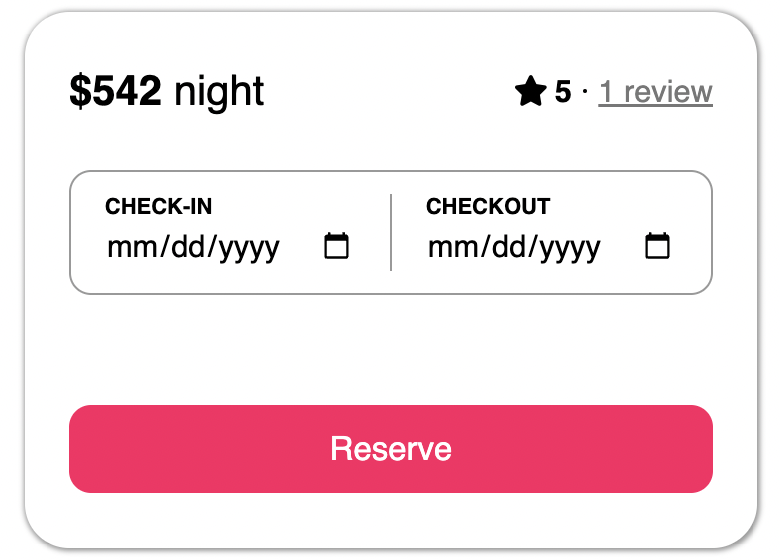 $542 night ★ 5 · 1 review
CHECK-IN CHECKOUT
mm/dd/yyyy mm/dd/yyyy
Reserve